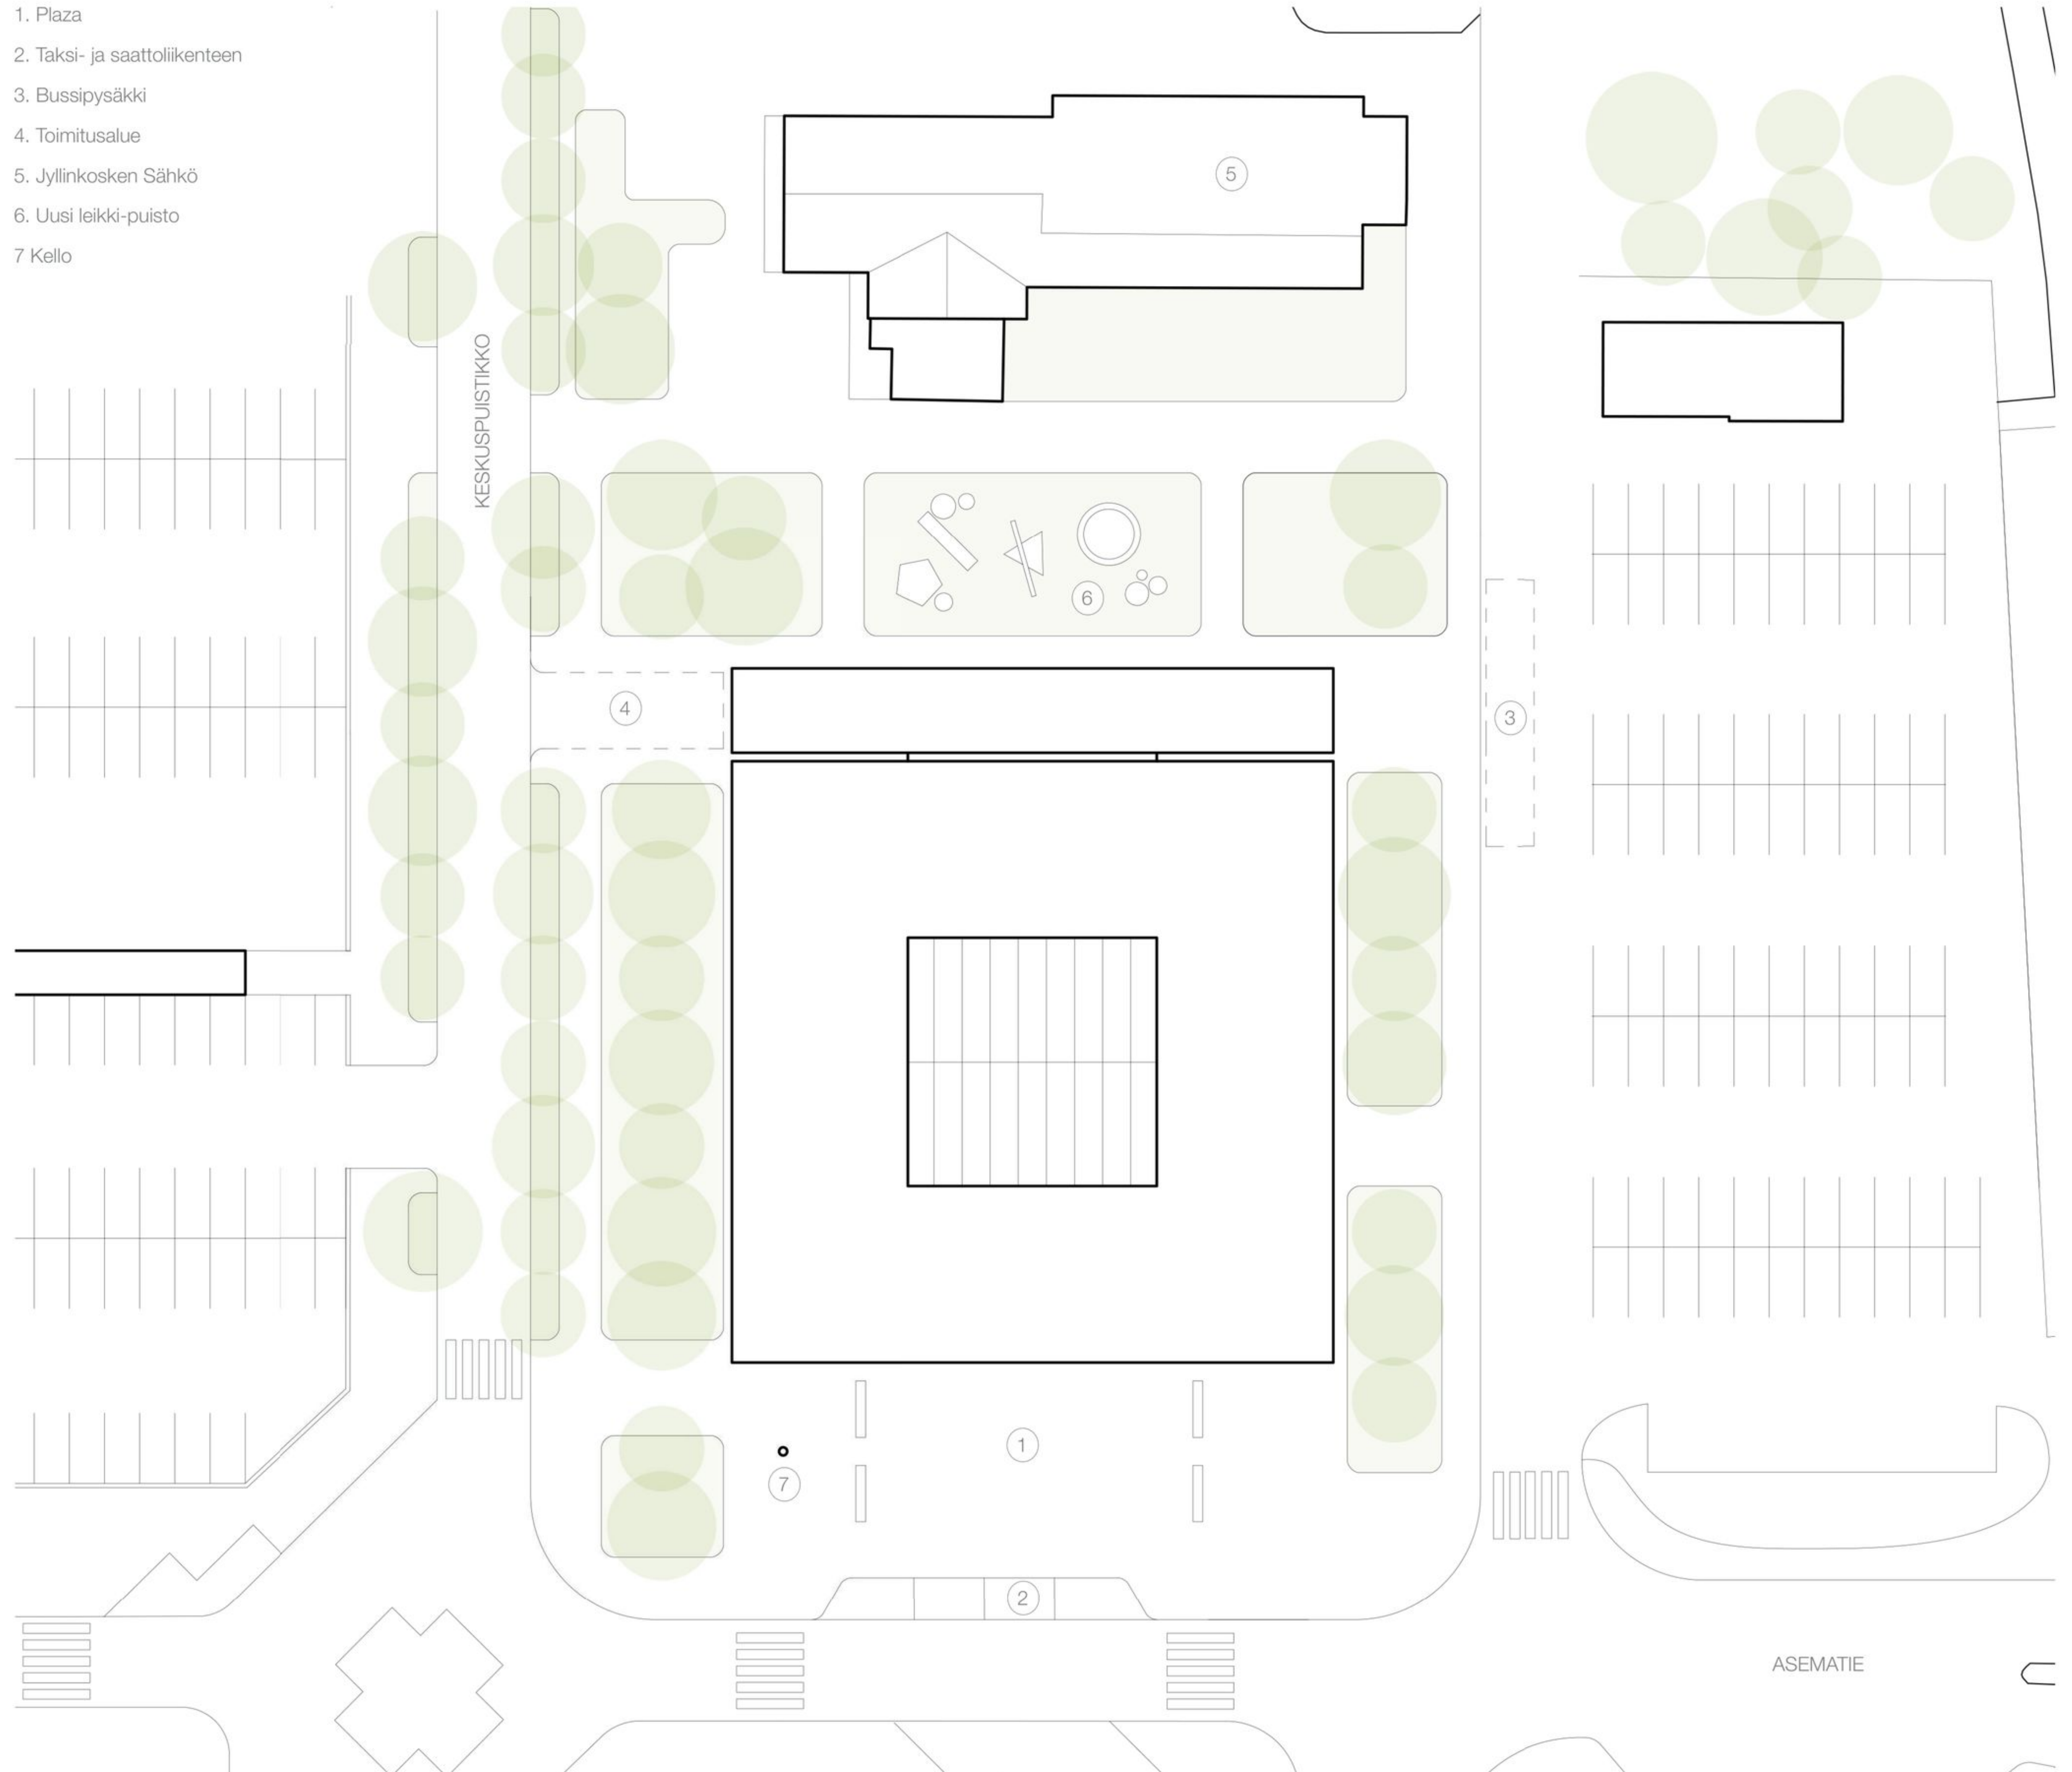 1. Plaza
2. Taksi- ja saattoliikenteen
3. Bussipysäkki
4. Toimitusalue
5. Jyllinkosken Sähkö
6. Uusi leikki-puisto
7 Kello
5
KESKUSPUISTIKKO
6
4
3
1
7
2
ASEMATIE